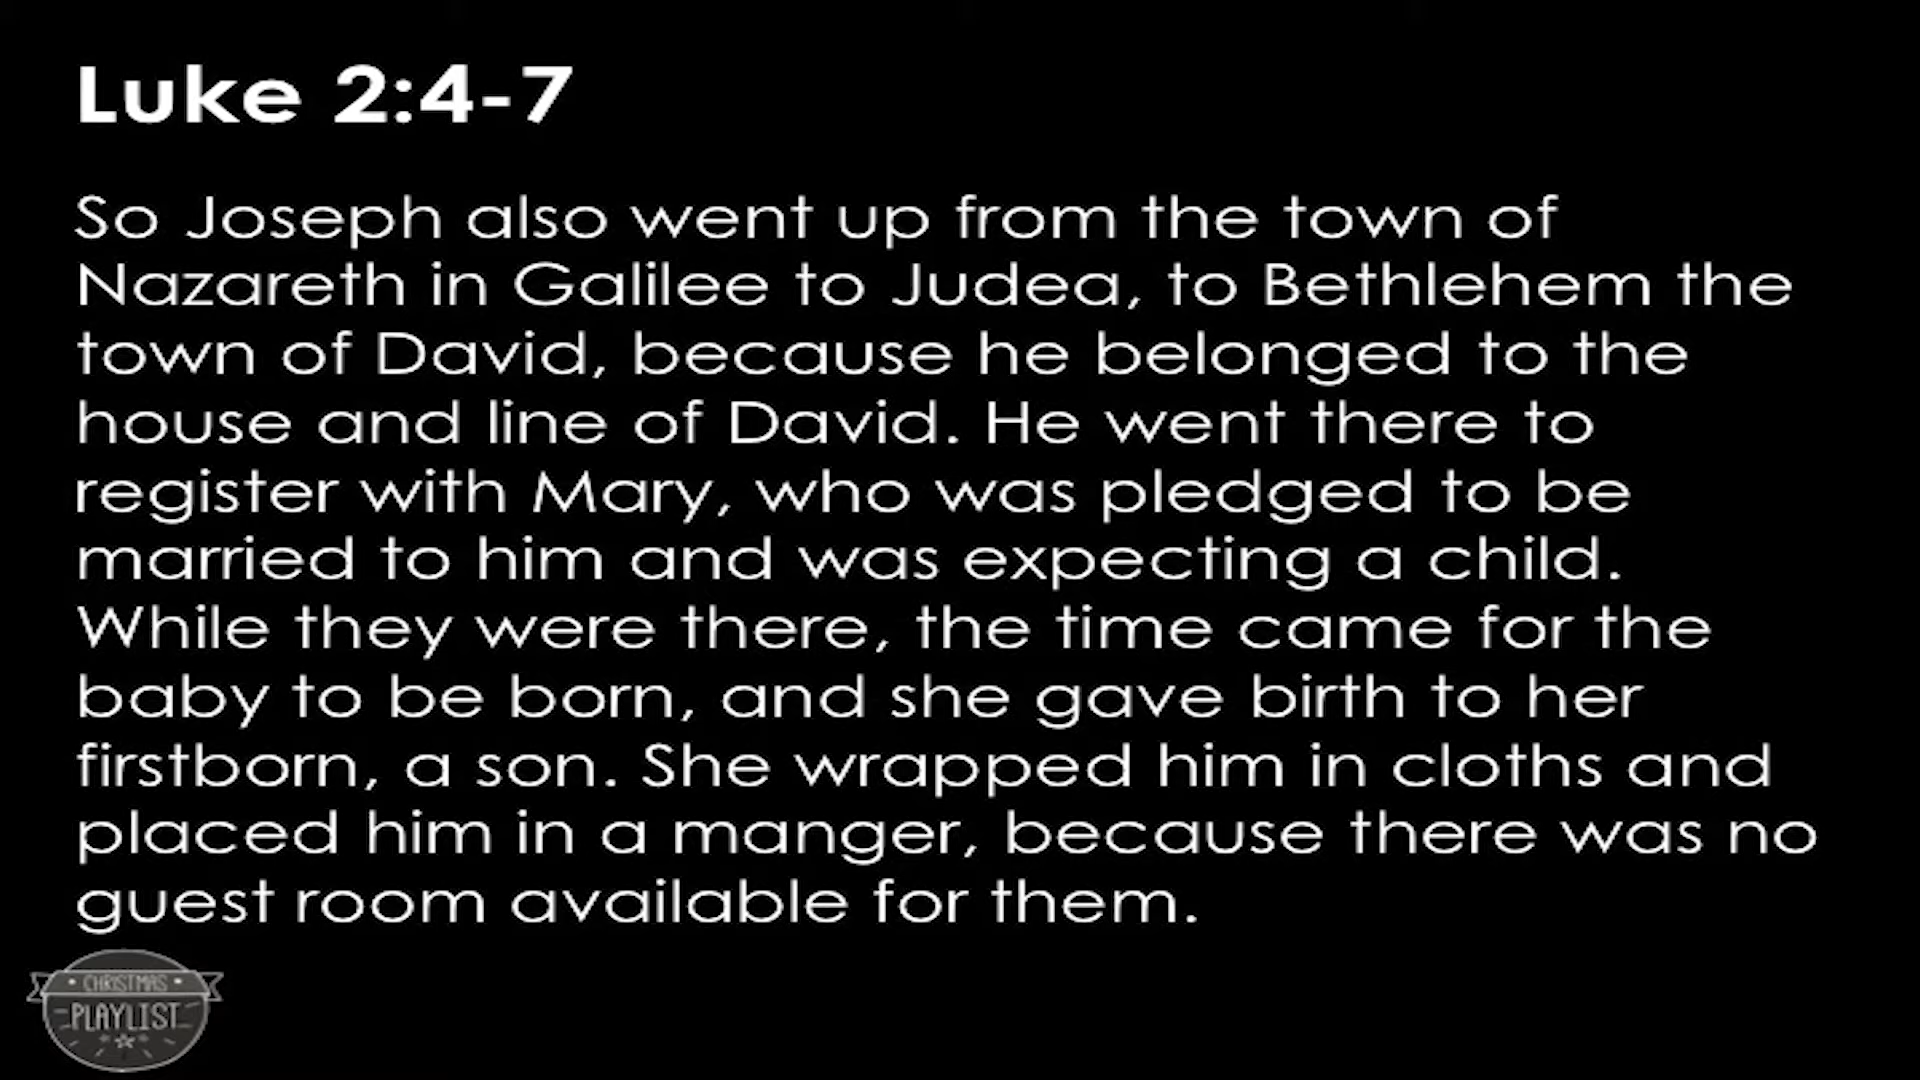 Luke 2:4-7
So Joseph also went up from the town of
Nazareth in Galilee to Judea, to Bethlehem the
town of David, because he belonged to the
house and line of David. He went there to
register with Mary, who was pledged to be
married to him and was expecting a child.
While they were there, the time came for the
baby to be born, and she gave birth to her
firstborn, a son. She wrapped him in cloths and
placed him in a manger, because there was no
guest room available for them.
• CHRISTMAS •
PLAYLIST